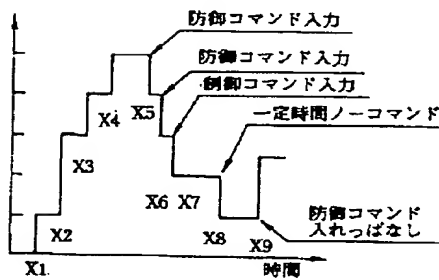 防御コマンド入力
防御コマンド入力
制御コマンド入力
一定時間ノーコマンド
X4
X5
X3
X2
X6
X7
X8
X9
防御コマンド
入れっぱなし
X1
時間